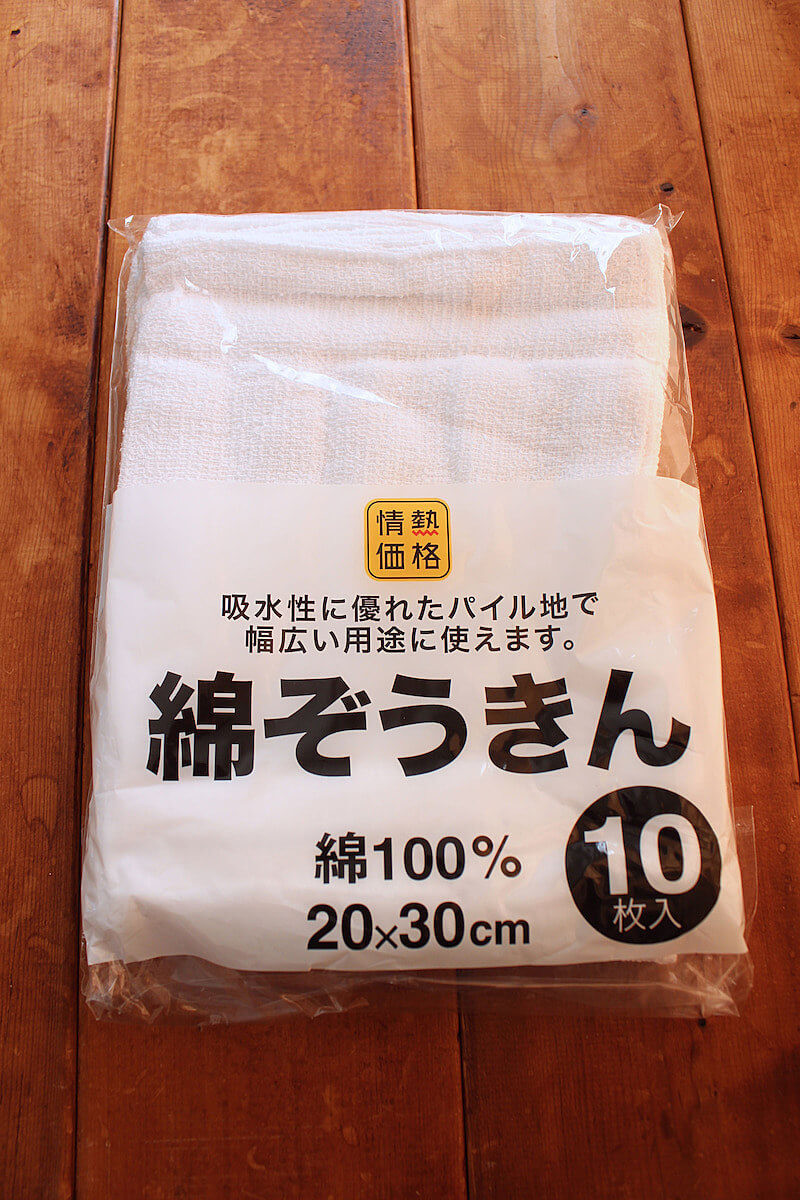 情熱
価格
吸水性に優れたパイル地で
幅広い用途に使えます。
綿ぞうきん
綿100%
20×30cm
10
枚入